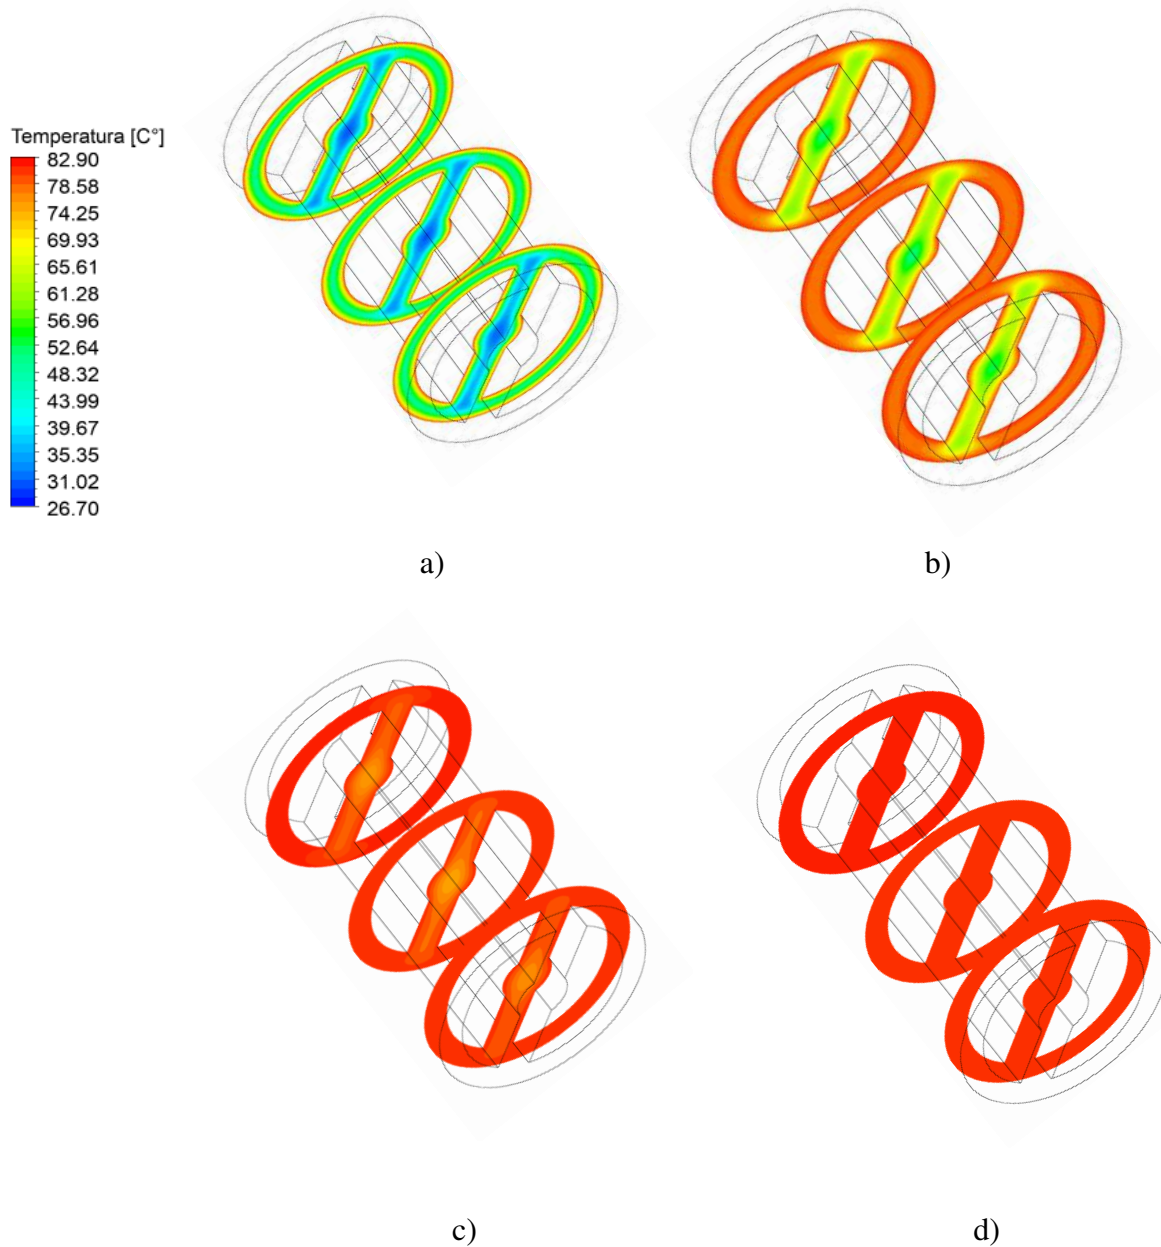 Temperatura [C°]
82.90
78.58
74.25
69.93
65.61
61.28
56.96
52.64
48.32
43.99
39.67
35.35
31.02
26.70
a)
b)
c)
d)